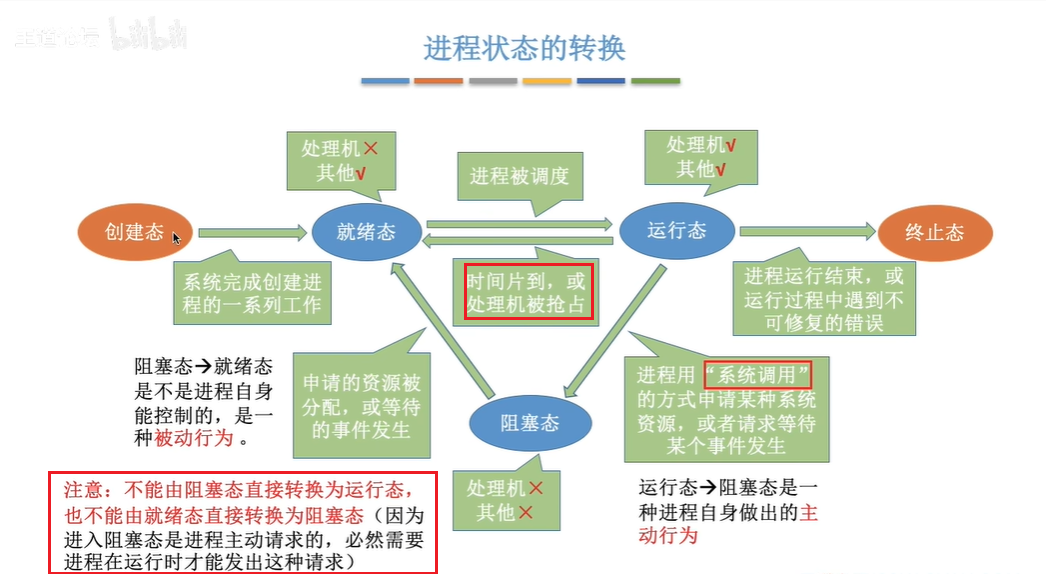 进程状态的转换
处理机×
其他√
进程被调度
处理机√
其他√
创建态
就绪态
运行态
终止态
系统完成创建进
程的一系列工作
时间片到，或
处理机被抢占
进程运行结束，或
运行过程中遇到不
可修复的错误
阻塞态→就绪态
是不是进程自身
能控制的，是一
种被动行为 。
申请的资源被
分配，或等待
的事件发生
阻塞态
进程用“系统调用”
的方式申请某种系统
资源，或者请求等待
某个事件发生
处理机×
其他×
运行态→阻塞态是一
种进程自身做出的主
动行为
注意：不能由阻塞态直接转换为运行态，
也不能由就绪态直接转换为阻塞态（因为
进入阻塞态是进程主动请求的，必然需要
进程在运行时才能发出这种请求）